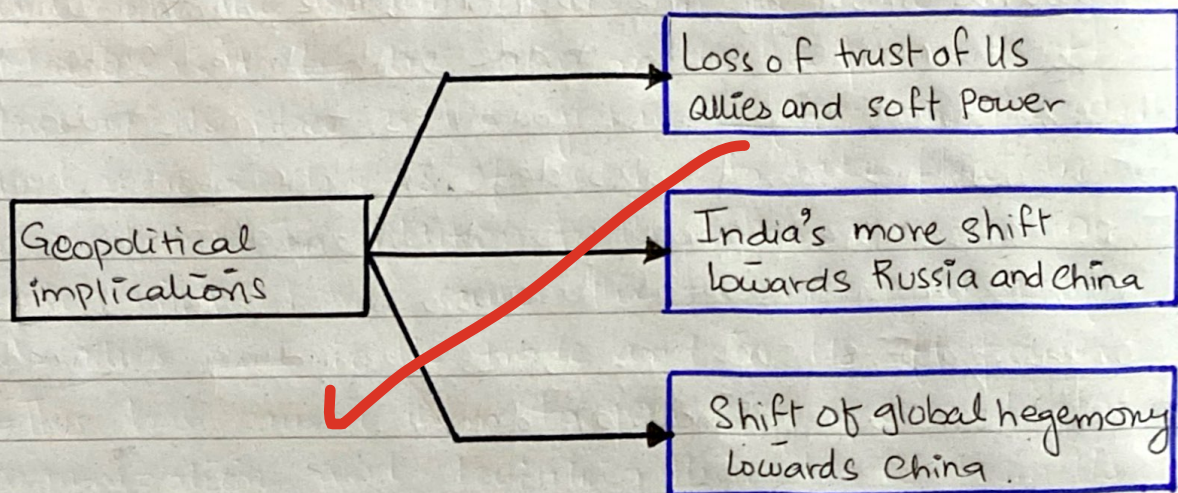 Geopolitical
implications
Loss of trust of US
allies and soft power
India's more shift
towards Russia and China
Shift of global hegemony
towards China.